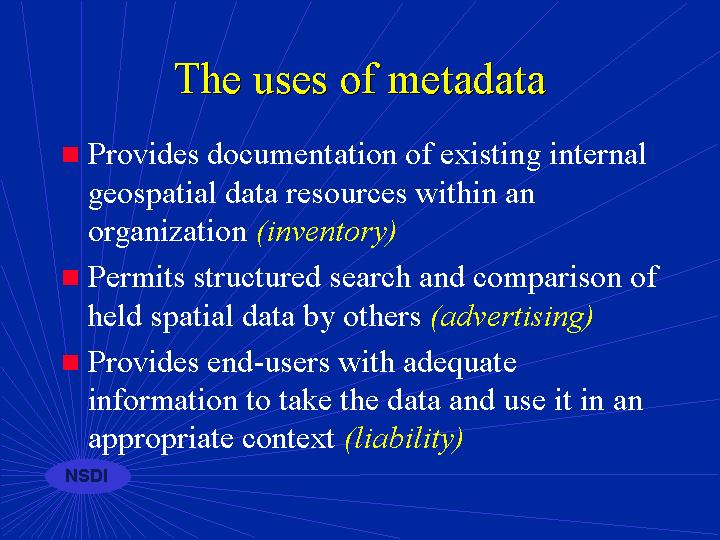 The uses of metadata
Provides documentation of existing internal
geospatial data resources within an
organization (inventory)
Permits structured search and comparison of
held spatial data by others (advertising)
Provides end-users with adequate
information to take the data and use it in an
appropriate context (liability)
NSDI